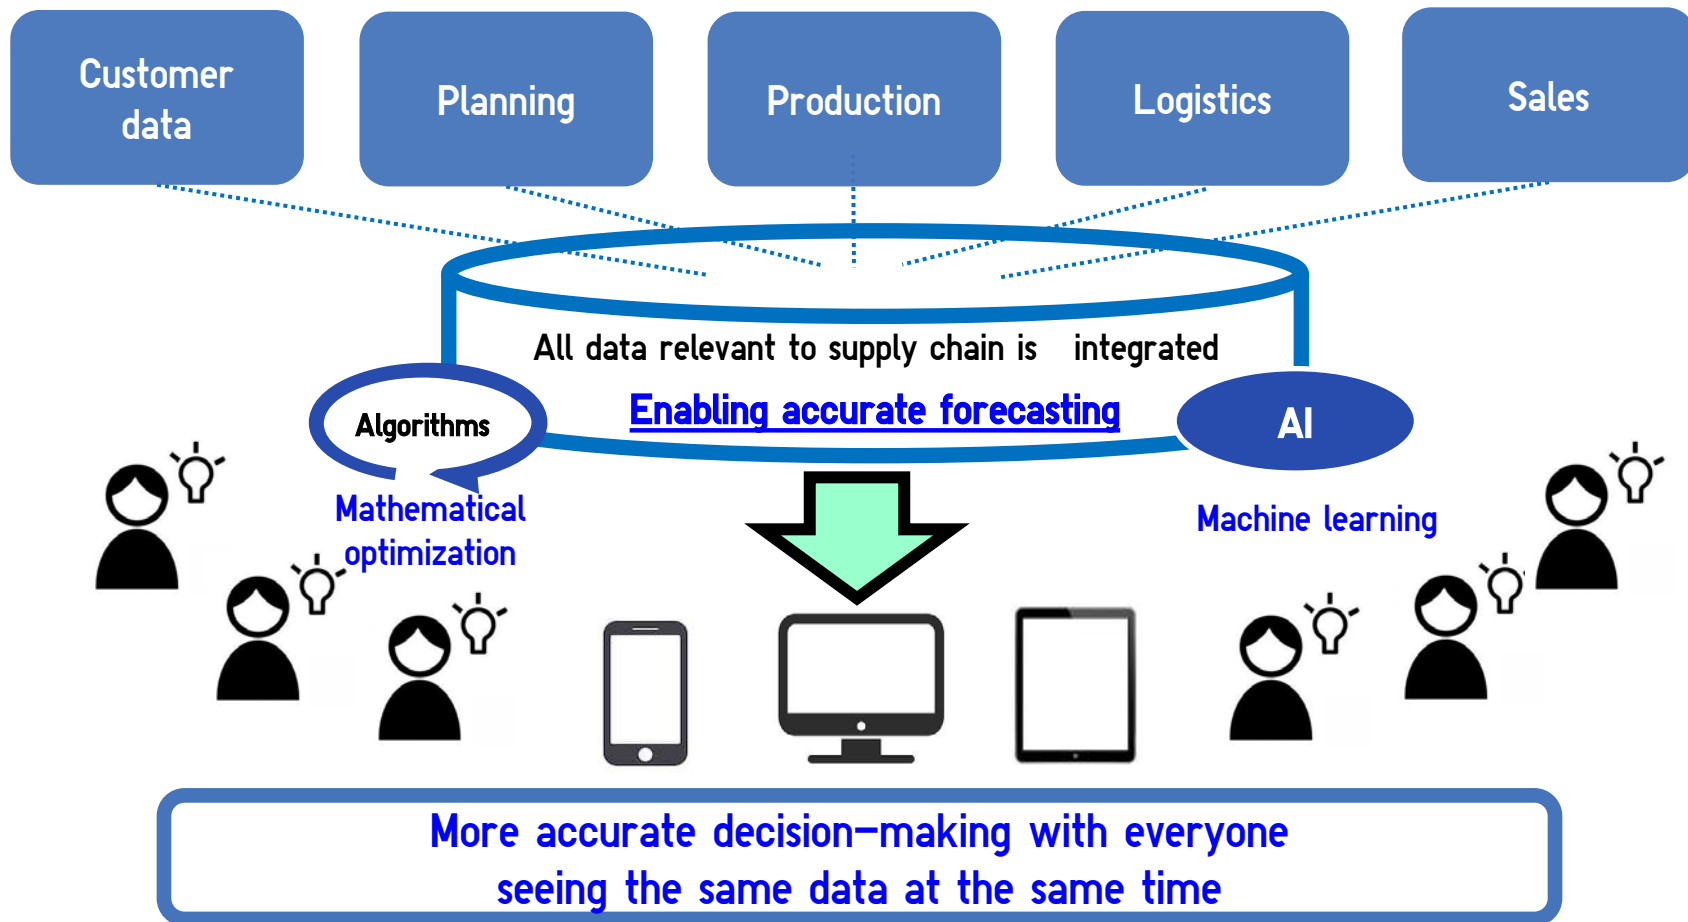 Customer
data
Planning
Production
Logistics
Sales
All data relevant to supply chain is integrated
Enabling accurate forecasting
Algorithms
AI
Mathematical
optimization
Machine learning
More accurate decision-making with everyone
seeing the same data at the same time